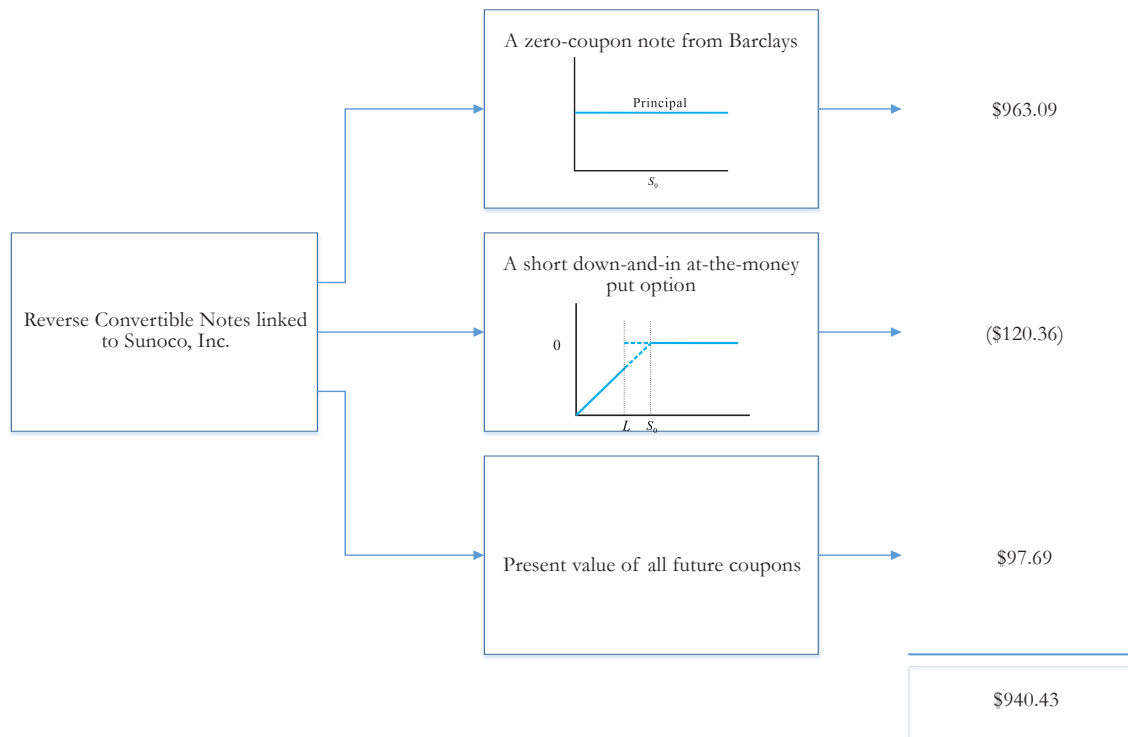 A zero-coupon note from Barclays
Principal
S₀
$963.09
Reverse Convertible Notes linked
to Sunoco, Inc.
A short down-and-in at-the-money
put option
0
L S₀
($120.36)
Present value of all future coupons
$97.69
$940.43